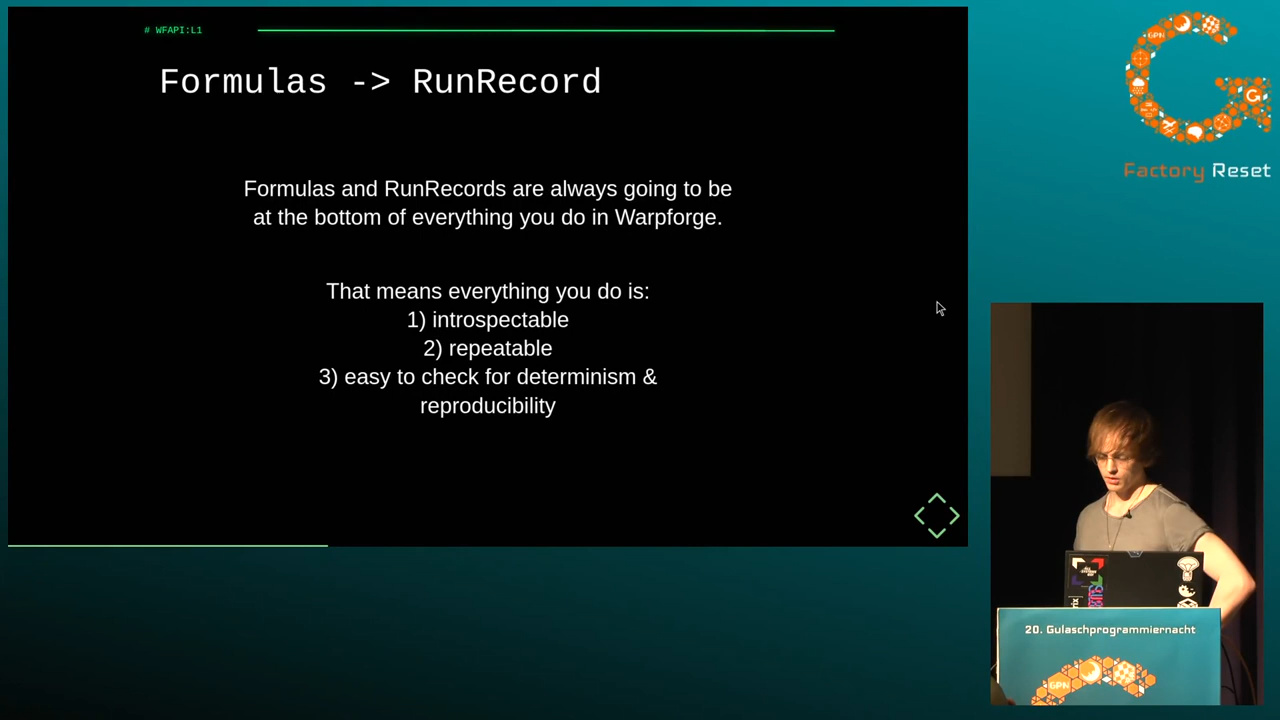 # WFAPI:L1
Formulas -> RunRecord
Formulas and RunRecords are always going to be
at the bottom of everything you do in Warpforge.
That means everything you do is:
1) introspectable
2) repeatable
3) easy to check for determinism &
reproducibility
GPN
Factory Reset
20. Gulaschprogrammiernacht
GPN